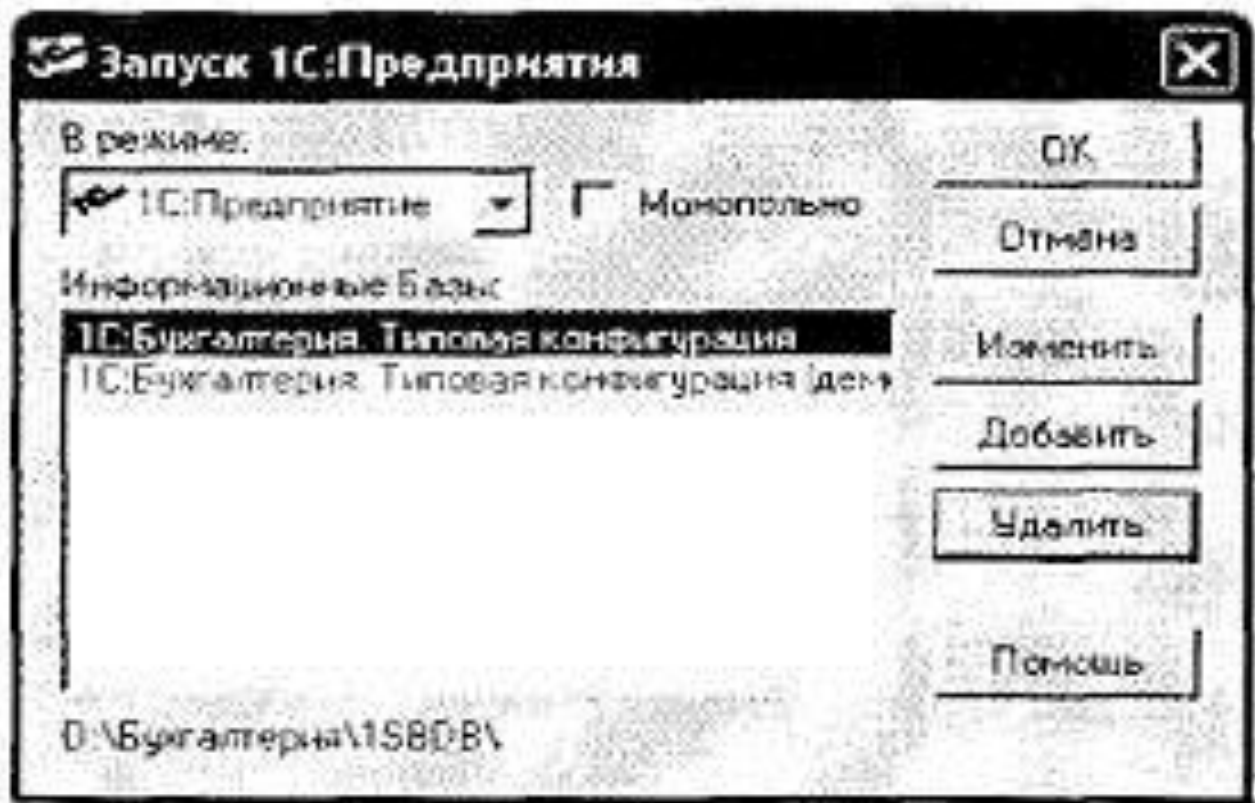 Запуск 1С:Предприятия
В режиме:
1С:Предприятие
Монопольно
Информационные Базы:
1С:Бухгалтерия. Типовая конфигурация
1С:Бухгалтерия. Типовая конфигурация (дем
D:\Бухгалтерия\1SBDB\
OK
Отмена
Изменить
Добавить
Удалить
Помощь